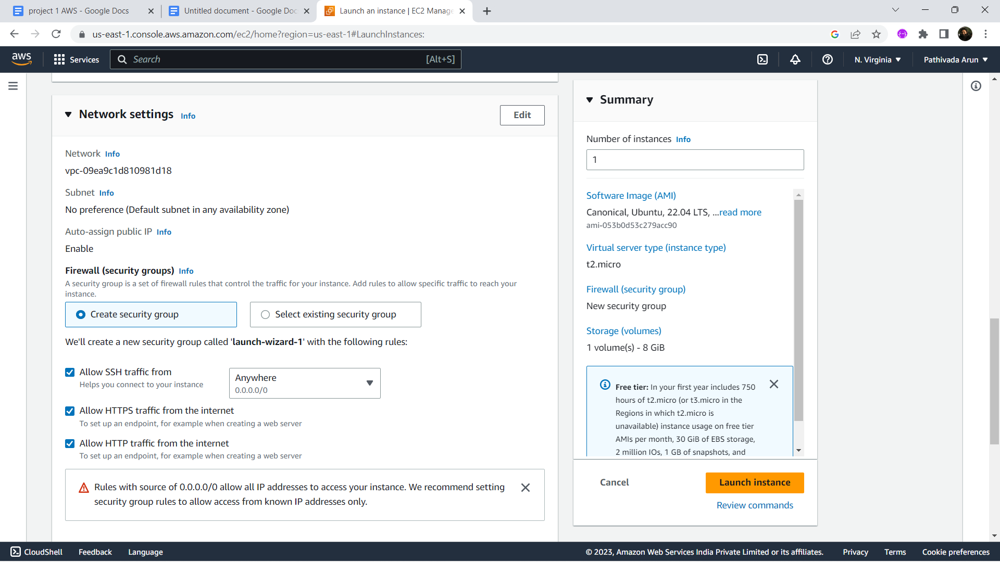 project 1 AWS - Google Docs
Untitled document - Google Doc
Launch an instance | EC2 Manage
us-east-1.console.aws.amazon.com/ec2/home?region=us-east-1#LaunchInstances:
aws
Services
Search
[Alt+S]
N. Virginia
Pathivada Arun
Network settings Info
Edit
Network Info
vpc-09ea9c1d810981d18
Subnet Info
No preference (Default subnet in any availability zone)
Auto-assign public IP Info
Enable
Firewall (security groups) Info
A security group is a set of firewall rules that control the traffic for your instance. Add rules to allow specific traffic to reach your
instance.
Create security group
Select existing security group
We'll create a new security group called 'launch-wizard-1' with the following rules:
Allow SSH traffic from
Helps you connect to your instance
Anywhere
0.0.0.0/0
Allow HTTPS traffic from the internet
To set up an endpoint, for example when creating a web server
Allow HTTP traffic from the internet
To set up an endpoint, for example when creating a web server
Rules with source of 0.0.0.0/0 allow all IP addresses to access your instance. We recommend setting
security group rules to allow access from known IP addresses only.
Summary
Number of instances Info
1
Software Image (AMI)
Canonical, Ubuntu, 22.04 LTS, ...read more
ami-053b0d53c279acc90
Virtual server type (instance type)
t2.micro
Firewall (security group)
New security group
Storage (volumes)
1 volume(s) - 8 GiB
Free tier: In your first year includes 750
hours of t2.micro (or t3.micro in the
Regions in which t2.micro is
unavailable) instance usage on free tier
AMIs per month, 30 GiB of EBS storage,
2 million IOs, 1 GB of snapshots, and
Cancel
Launch instance
Review commands
CloudShell
Feedback
Language
© 2023, Amazon Web Services India Private Limited or its affiliates.
Privacy
Terms
Cookie preferences